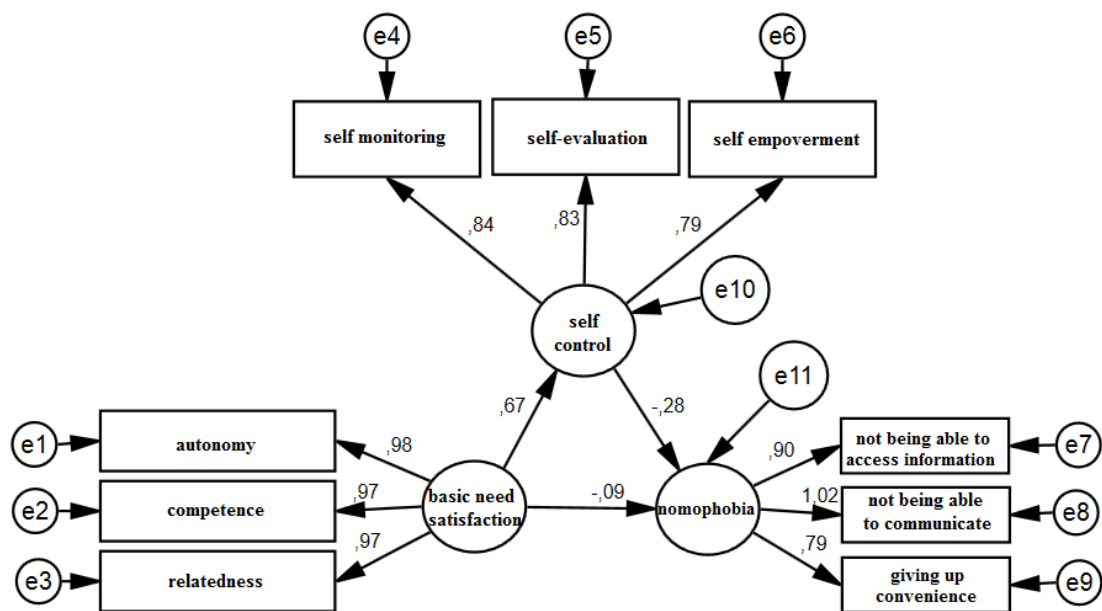 e4
e5
e6
self monitoring
self-evaluation
self empoverment
,84
,83
,79
e10
self
control
e11
,67
-,28
e1
autonomy
,98
,90
not being able to
access information
e7
e2
competence
,97
basic need
satisfaction
-,09
nomophobia
1,02
not being able
to communicate
e8
e3
relatedness
,97
,79
giving up
convenience
e9